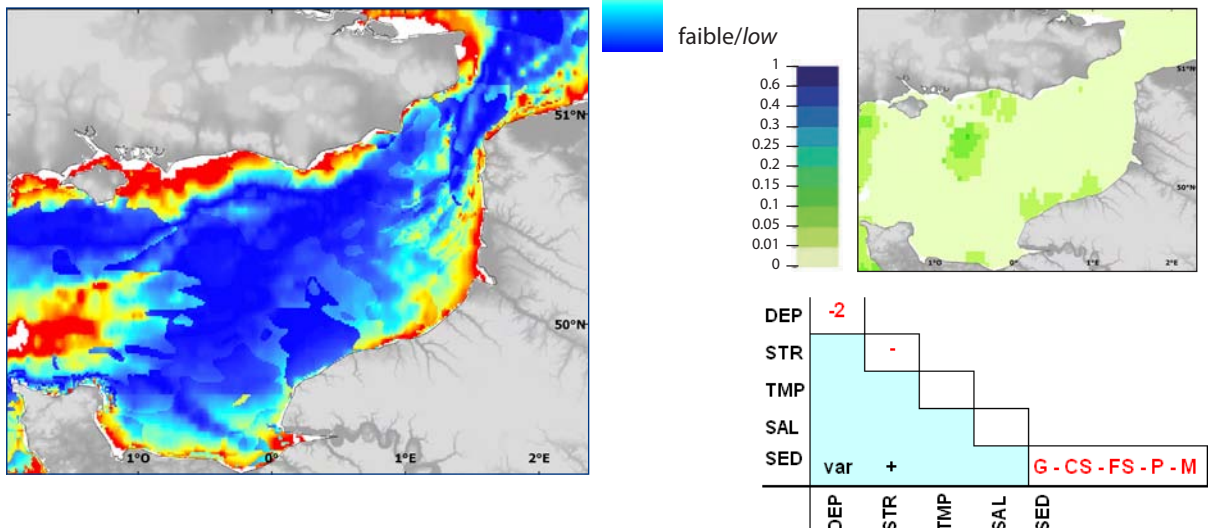 51°N
50°N
1°O
0°
1°E
2°E
faible/low
1
0.6
0.4
0.3
0.25
0.2
0.15
0.1
0.05
0.01
0
51°N
50°N
1°O
0°
1°E
2°E
DEP -2
STR -
TMP
SAL
SED var + G - CS - FS - P - M
DEP STR TMP SAL SED